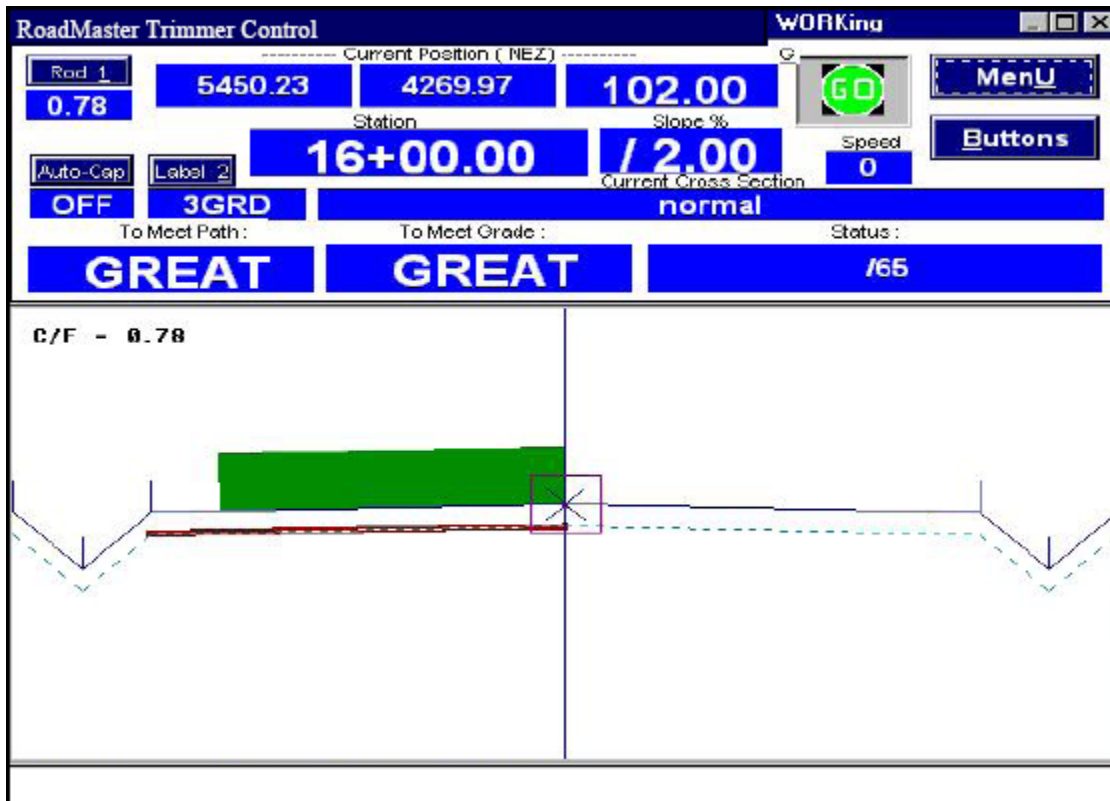 RoadMaster Trimmer Control WORKing
---------- Current Position ( NEZ ) ---------- G
Rod 1 5450.23 4269.97 102.00 GO MenU
0.78
Station Slope % Speed Buttons
16+00.00 / 2.00 0
Auto-Cap Label 2 Current Cross Section
OFF 3GRD normal
To Meet Path : To Meet Grade : Status :
GREAT GREAT /65
C/F - 0.78